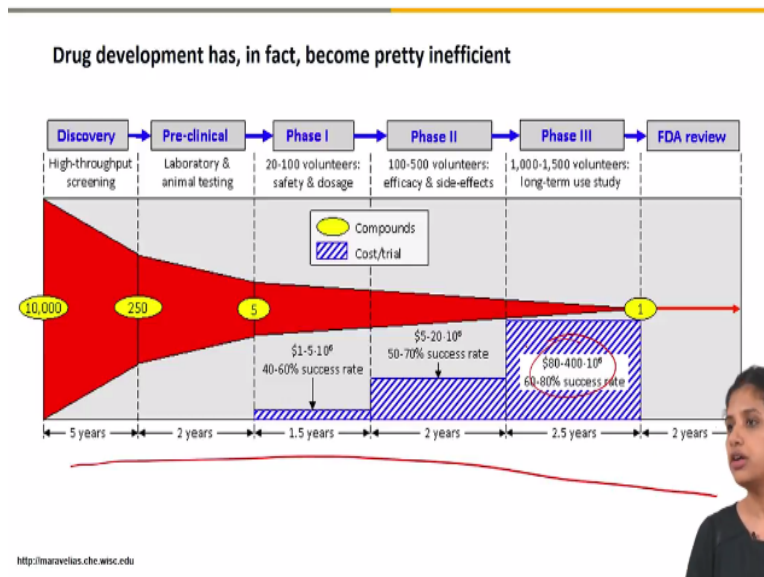 Drug development has, in fact, become pretty inefficient
Discovery
Pre-clinical
Phase I
Phase II
Phase III
FDA review
High-throughput
screening
Laboratory &
animal testing
20-100 volunteers:
safety & dosage
100-500 volunteers:
efficacy & side-effects
1,000-1,500 volunteers:
long-term use study
Compounds
Cost/trial
10,000
250
5
1
$1-5·10⁶
40-60% success rate
$5-20·10⁶
50-70% success rate
$80-400·10⁶
60-80% success rate
5 years
2 years
1.5 years
2 years
2.5 years
2 years
http://maravelias.che.wisc.edu